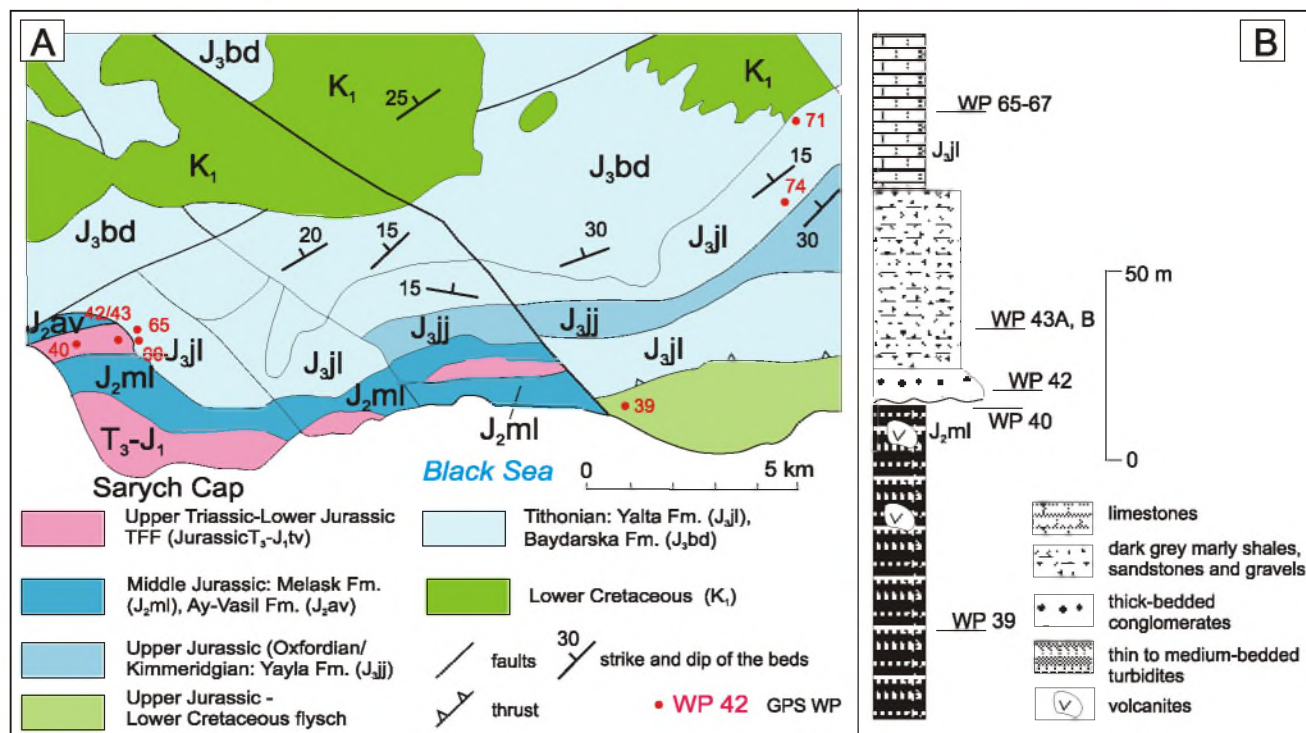 A
J₃bd
K₁
25
K₁
71
K₁
J₃bd
15
74
J₃bd
20
15
30
J₃jl
30
15
42/43
J₂av
65
40
J₃jl
J₃jj
J₃jj
J₃jl
J₃jl
J₂ml
J₂ml
39
J₂ml
T₃-J₁
Black Sea
0 5 km
Sarych Cap
Upper Triassic-Lower Jurassic
TFF (JurassicT₃-J₁tv)
Middle Jurassic: Melask Fm.
(J₂ml), Ay-Vasil Fm. (J₂av)
Upper Jurassic (Oxfordian/
Kimmeridgian: Yayla Fm. (J₃jj)
Upper Jurassic -
Lower Cretaceous flysch
Tithonian: Yalta Fm. (J₃jl),
Baydarska Fm. (J₃bd)
Lower Cretaceous (K₁)
faults
30
strike and dip of the beds
thrust
WP 42 GPS WP
B
WP 65-67
J₃jl
WP 43A, B
WP 42
WP 40
J₂ml
WP 39
50 m
0
limestones
dark grey marly shales,
sandstones and gravels
thick-bedded
conglomerates
thin to medium-bedded
turbidites
volcanites